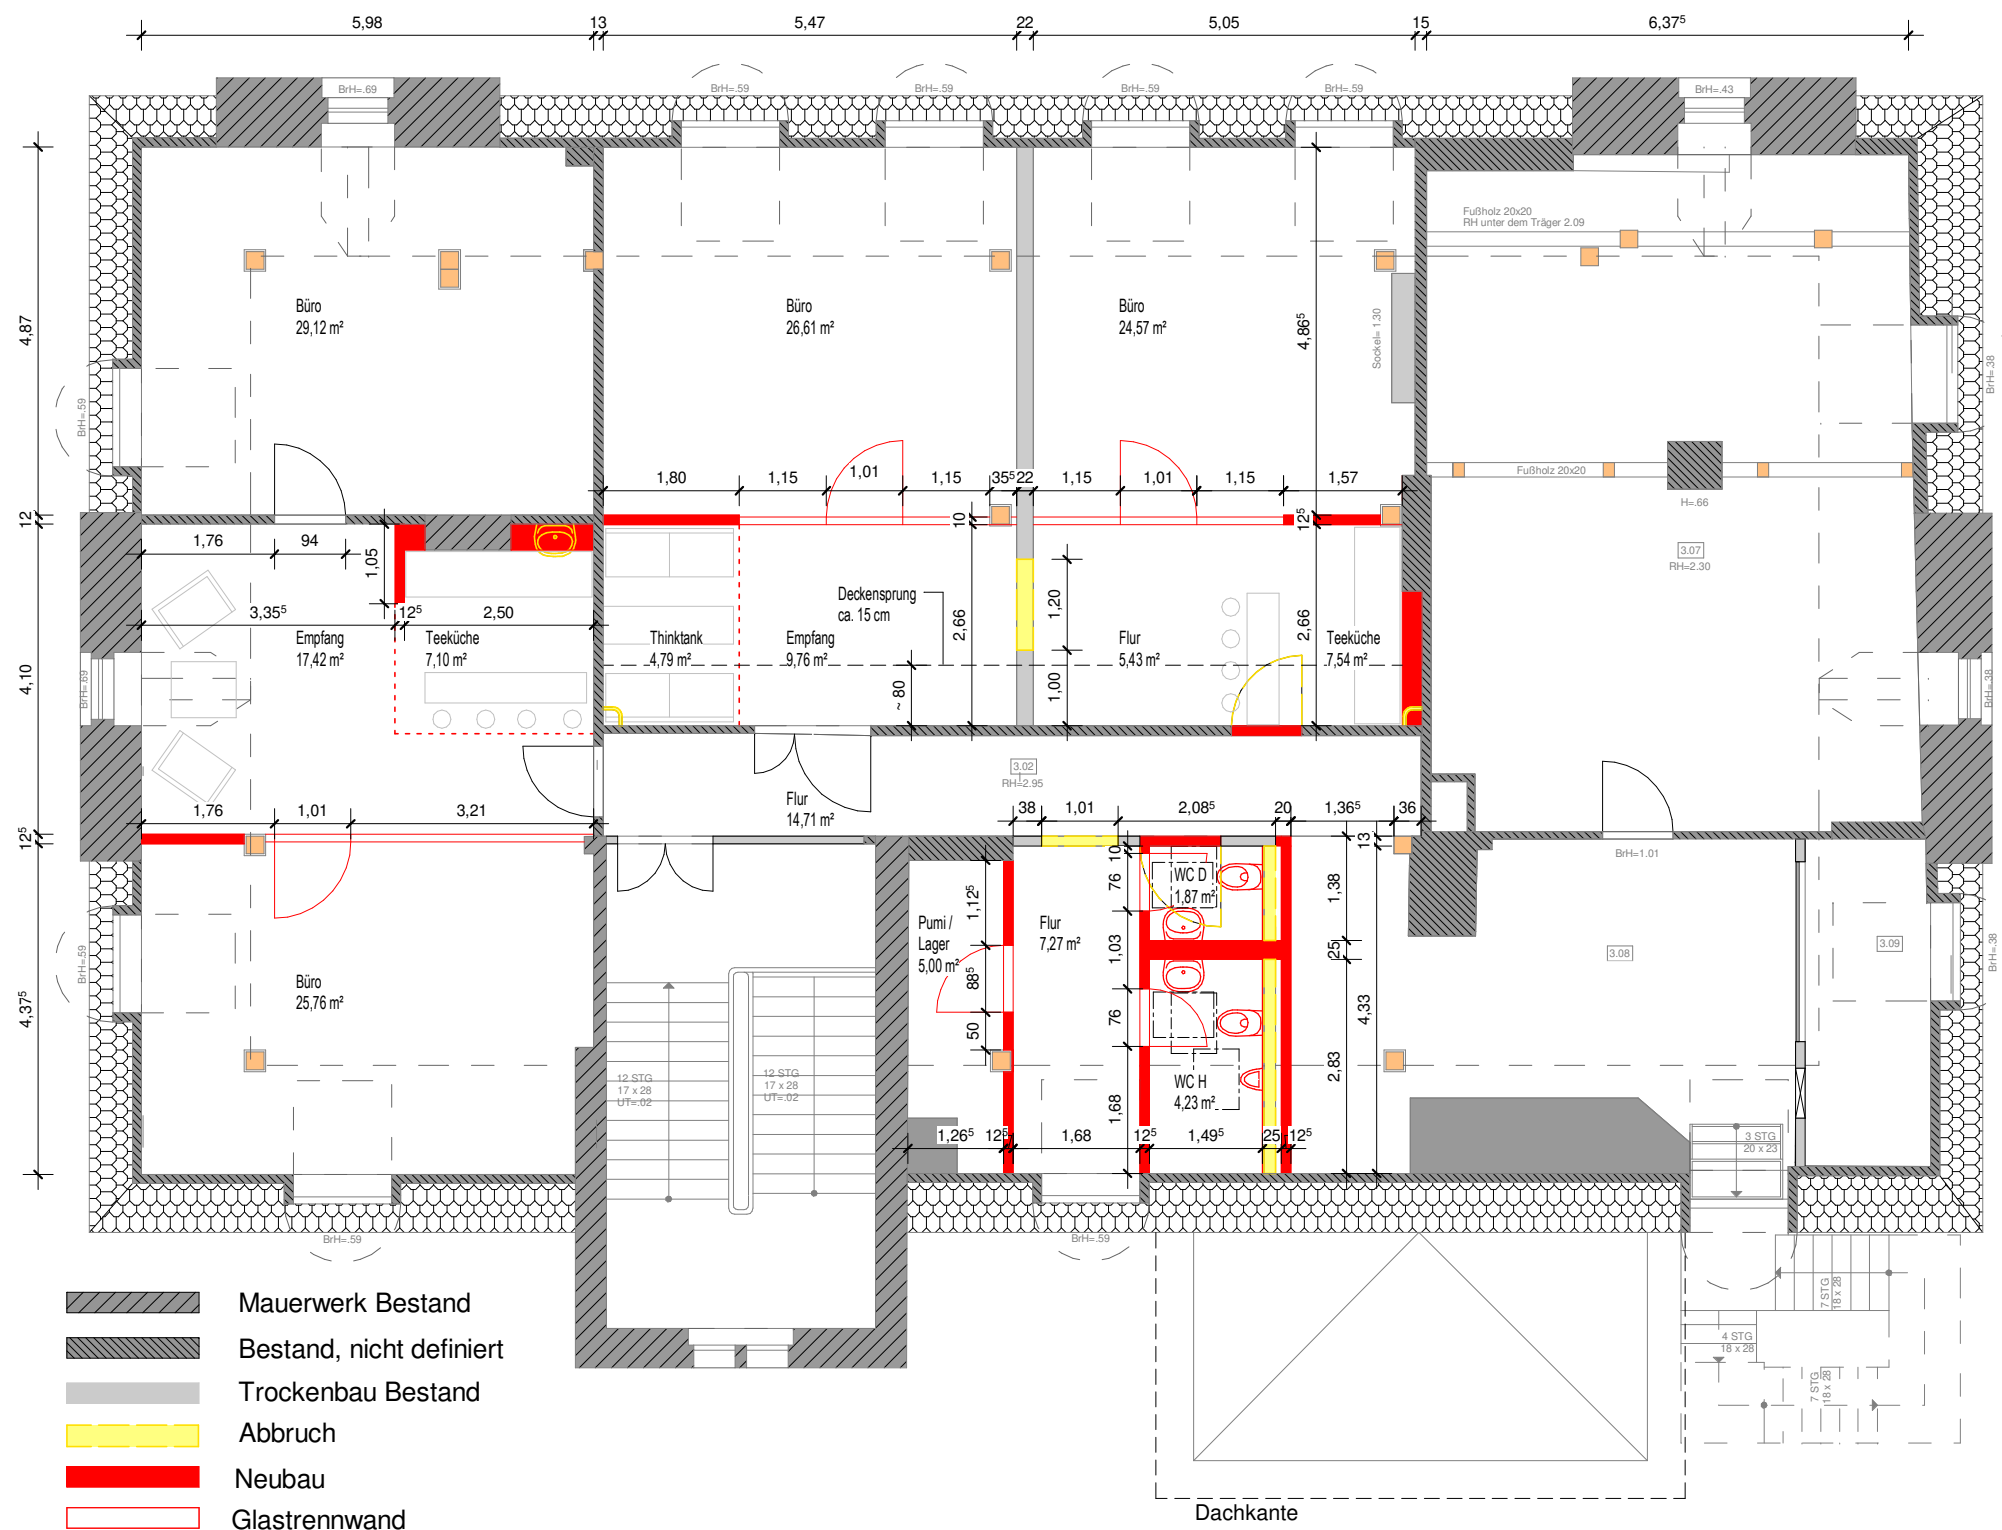 5,98 13 5,47 22 5,05 15 6,37⁵
BrH=.69
BrH=.59
BrH=.59
BrH=.59
BrH=.59
BrH=.43
Fußholz 20x20
RH unter dem Träger 2.09
4,87
12
4,10
12⁵
4,37⁵
Büro
29,12 m²
Büro
26,61 m²
Büro
24,57 m²
4,86⁵
Sockel= 1.30
BrH=.38
BrH=.59
1,80 1,15 1,01 1,15 35⁵ 22 1,15 1,01 1,15 1,57
Fußholz 20x20
H=.66
10
12⁵
1,76 94
1,05
3.07
RH=2.30
3,35⁵ 12⁵ 2,50
Deckensprung
ca. 15 cm
2,66
1,20
2,66
Empfang
17,42 m²
Teeküche
7,10 m²
Thinktank
4,79 m²
Empfang
9,76 m²
Flur
5,43 m²
Teeküche
7,54 m²
~ 80
1,00
BrH=.69
BrH=.38
3.02
RH=2.95
1,76 1,01 3,21
Flur
14,71 m²
38 1,01 2,08⁵ 20 1,36⁵ 36
13
BrH=1.01
10
76
1,03
76
1,68
WC D
1,87 m²
1,38
25
2,83
4,33
1,12⁵
88⁵
50
Pumi /
Lager
5,00 m²
Flur
7,27 m²
3.08
3.09
BrH=.38
BrH=.59
Büro
25,76 m²
12 STG
17 x 28
UT=.02
12 STG
17 x 28
UT=.02
WC H
4,23 m²
1,26⁵ 12⁵ 1,68 12⁵ 1,49⁵ 25 12⁵
3 STG
20 x 23
BrH=.59
BrH=.59
7 STG
18 x 28
4 STG
18 x 28
7 STG
18 x 28
Mauerwerk Bestand
Bestand, nicht definiert
Trockenbau Bestand
Abbruch
Neubau
Glastrennwand
Dachkante